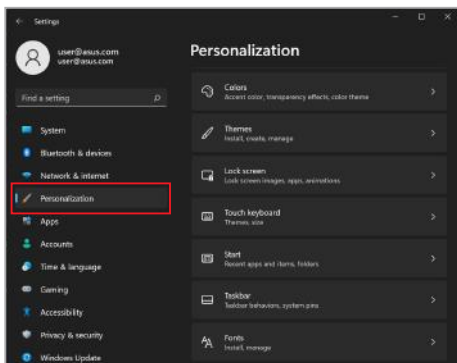 Settings
user@asus.com
user@asus.com
Find a setting
System
Bluetooth & devices
Network & internet
Personalization
Apps
Accounts
Time & language
Gaming
Accessibility
Privacy & security
Windows Update
Personalization
Colors
Accent color, transparency effects, color theme
Themes
Install, create, manage
Lock screen
Lock screen images, apps, animations
Touch keyboard
Themes, size
Start
Recent apps and items, folders
Taskbar
Taskbar behaviors, system pins
Fonts
Install, manage